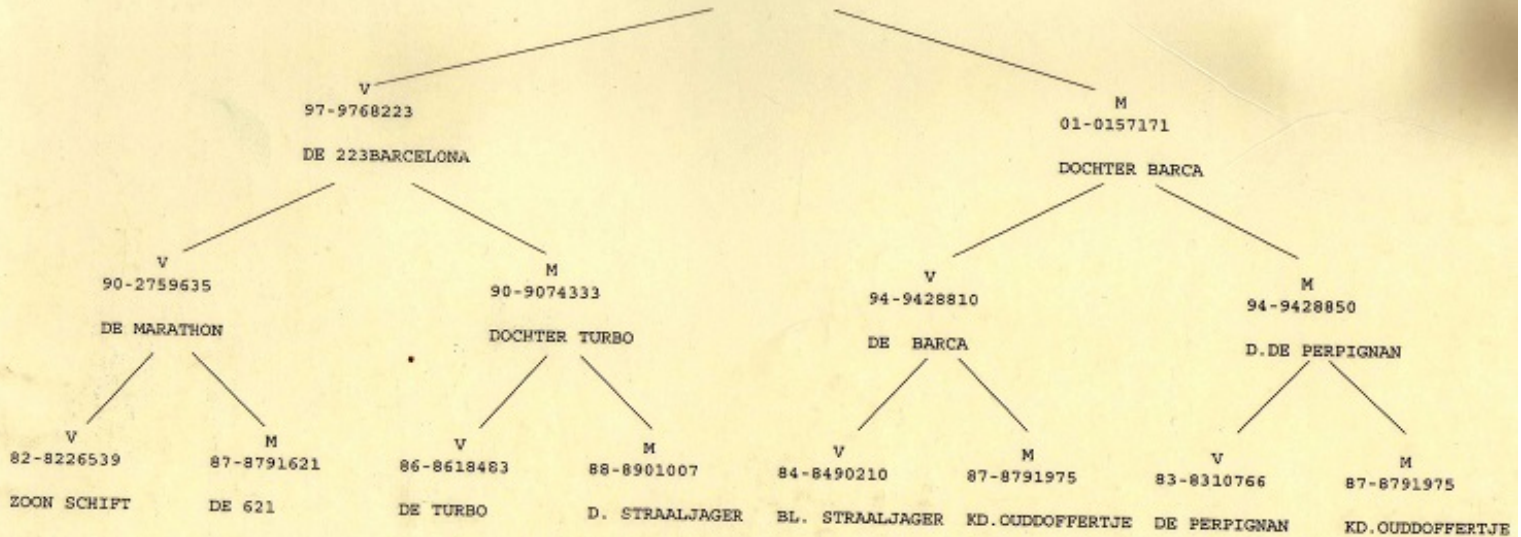 V
97-9768223
DE 223BARCELONA
M
01-0157171
DOCHTER BARCA
V
90-2759635
DE MARATHON
M
90-9074333
DOCHTER TURBO
V
94-9428810
DE BARCA
M
94-9428850
D.DE PERPIGNAN
V
82-8226539
ZOON SCHIFT
M
87-8791621
DE 621
V
86-8618483
DE TURBO
M
88-8901007
D. STRAALJAGER
V
84-8490210
BL. STRAALJAGER
M
87-8791975
KD.OUDDOFFERTJE
V
83-8310766
DE PERPIGNAN
M
87-8791975
KD.OUDDOFFERTJE